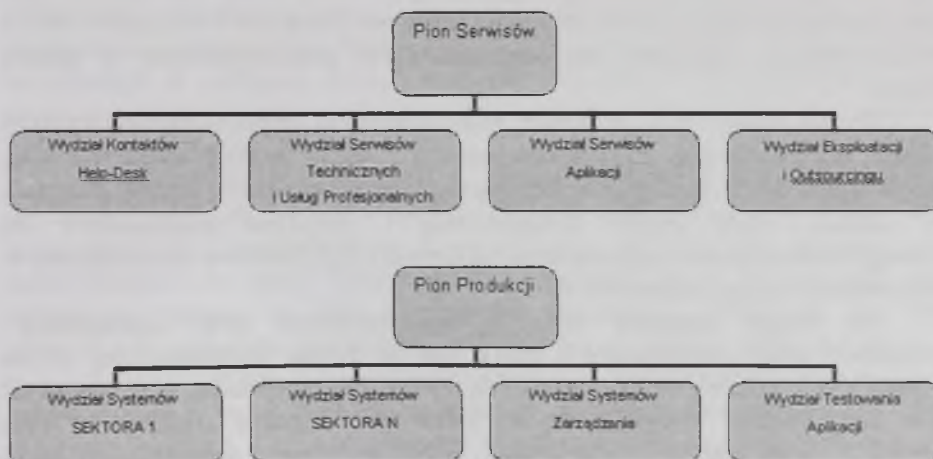 Pion Serwisów
Wydział Kontaktów
Help-Desk
Wydział Serwisów
Technicznych
i Usług Profesjonalnych
Wydział Serwisów
Aplikacji
Wydział Eksploatacji
i Outsourcingu
Pion Produkcji
Wydział Systemów
SEKTORA 1
Wydział Systemów
SEKTORA N
Wydział Systemów
Zarządzania
Wydział Testowania
Aplikacji